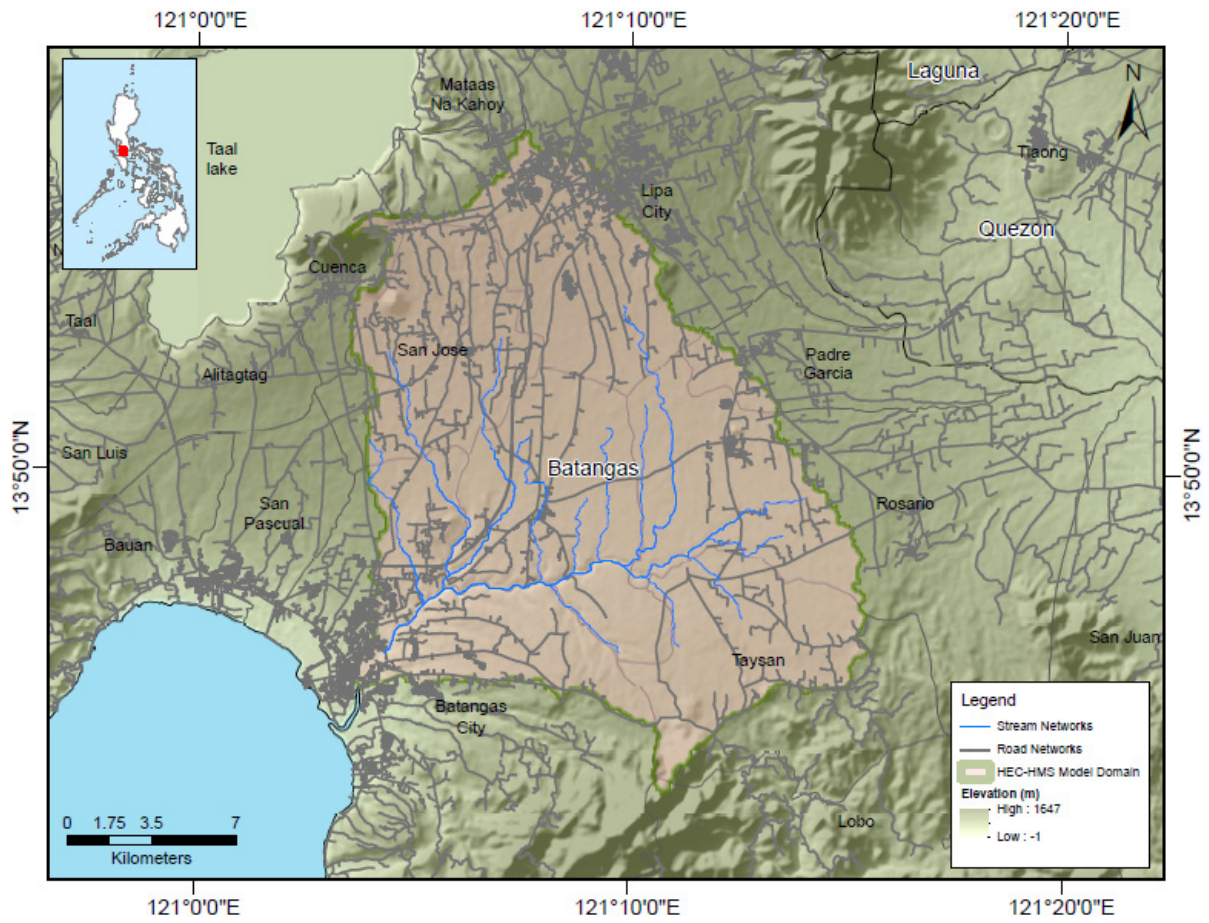 121°0'0"E
121°10'0"E
121°20'0"E
Laguna
N
Mataas
Na Kahoy
Taal
lake
Tiaong
Lipa
City
Quezon
Cuenca
Taal
San Jose
Padre
Garcia
Alitagtag
13°50'0"N
San Luis
Batangas
13°50'0"N
San
Pascual
Rosario
Bauan
San Juan
Taysan
Batangas
City
Lobo
Legend
Stream Networks
Road Networks
HEC-HMS Model Domain
Elevation (m)
High : 1647
Low : -1
0 1.75 3.5 7
Kilometers
121°0'0"E
121°10'0"E
121°20'0"E